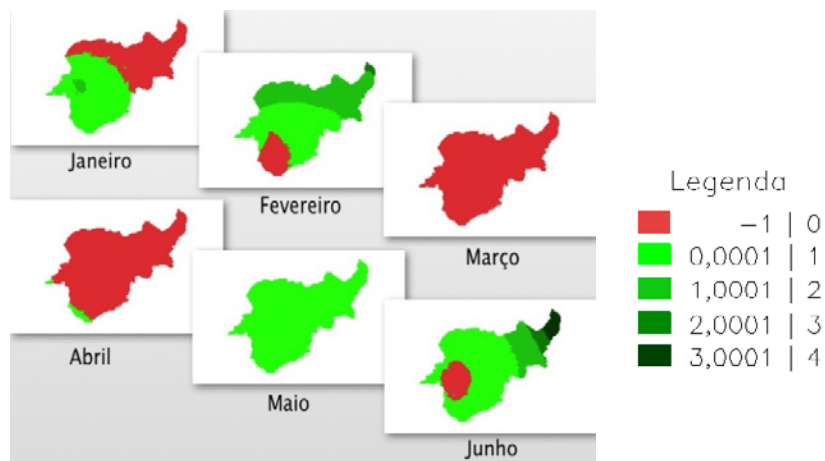 Janeiro
Fevereiro
Março
Abril
Maio
Junho
Legenda
−1 | 0
0,0001 | 1
1,0001 | 2
2,0001 | 3
3,0001 | 4